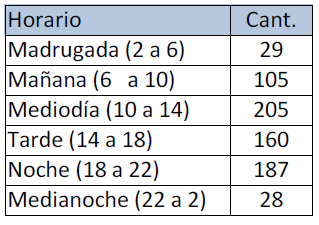 Horario Cant.
Madrugada (2 a 6) 29
Mañana (6 a 10) 105
Mediodía (10 a 14) 205
Tarde (14 a 18) 160
Noche (18 a 22) 187
Medianoche (22 a 2) 28